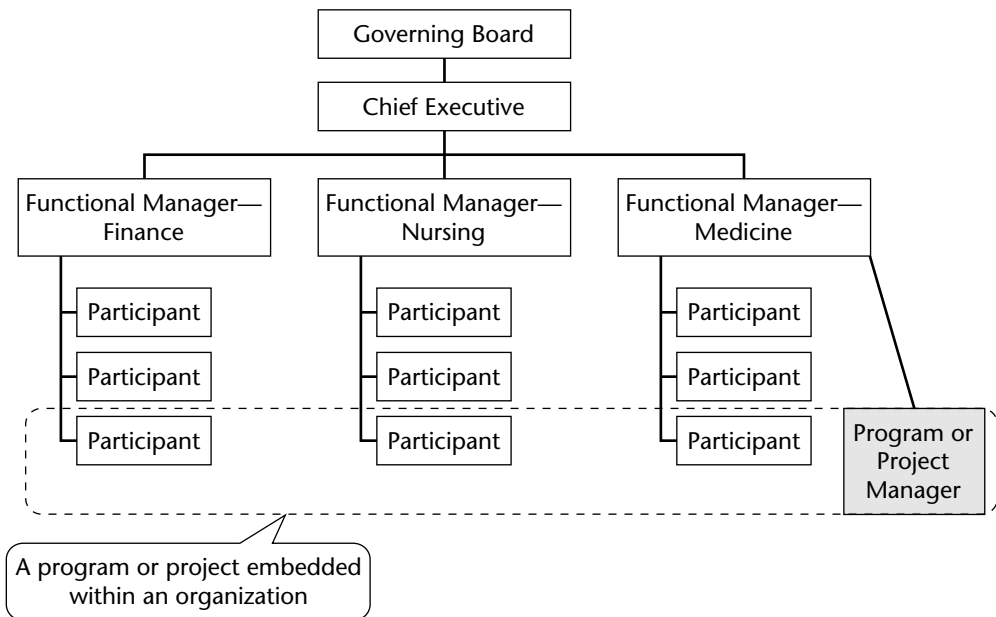 Governing Board
Chief Executive
Functional Manager—
Finance
Functional Manager—
Nursing
Functional Manager—
Medicine
Participant
Participant
Participant
Participant
Participant
Participant
Participant
Participant
Participant
Program or
Project
Manager
A program or project embedded
within an organization